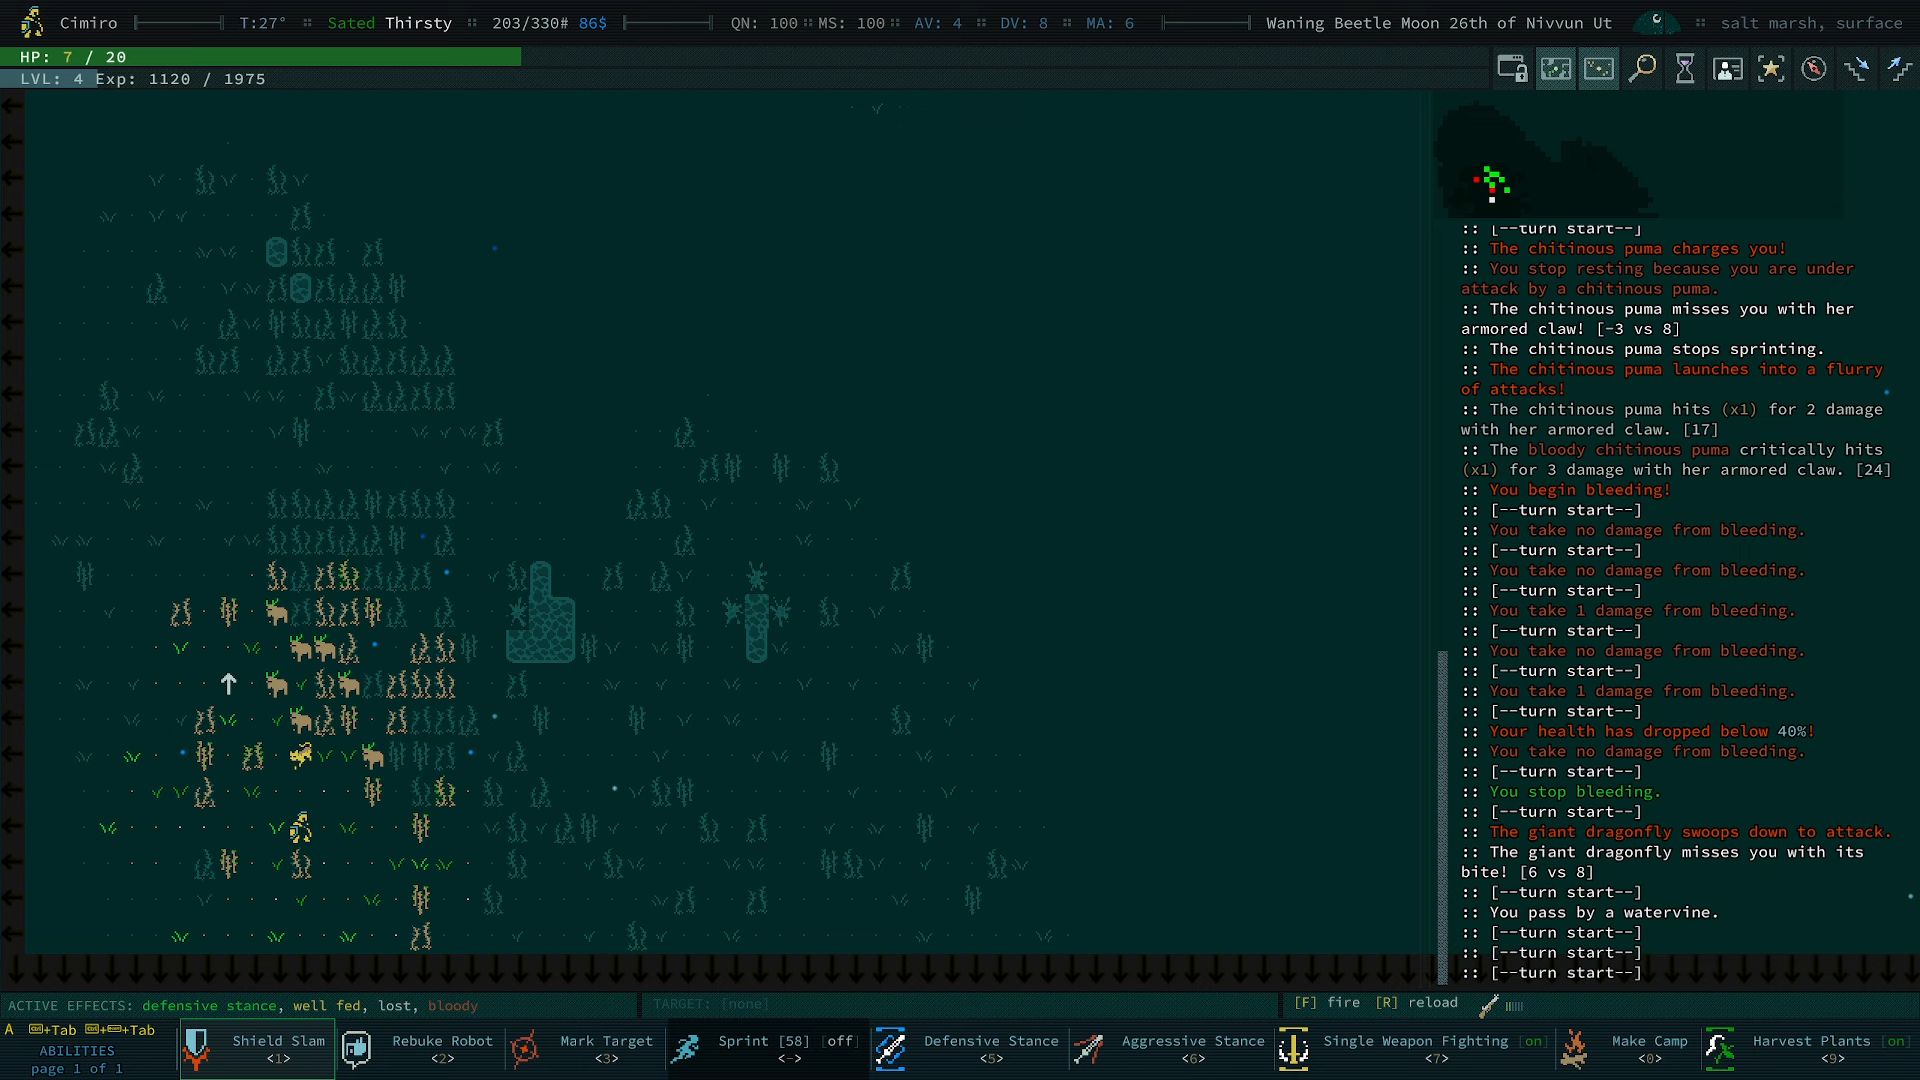 Cimiro T:27° Sated Thirsty 203/330# 86$ QN: 100 MS: 100 AV: 4 DV: 8 MA: 6 Waning Beetle Moon 26th of Nivvun Ut salt marsh, surface
HP: 7 / 20
LVL: 4 Exp: 1120 / 1975
:: [--turn start--]
:: The chitinous puma charges you!
:: You stop resting because you are under
attack by a chitinous puma.
:: The chitinous puma misses you with her
armored claw! [-3 vs 8]
:: The chitinous puma stops sprinting.
:: The chitinous puma launches into a flurry
of attacks!
:: The chitinous puma hits (x1) for 2 damage
with her armored claw. [17]
:: The bloody chitinous puma critically hits
(x1) for 3 damage with her armored claw. [24]
:: You begin bleeding!
:: [--turn start--]
:: You take no damage from bleeding.
:: [--turn start--]
:: You take no damage from bleeding.
:: [--turn start--]
:: You take 1 damage from bleeding.
:: [--turn start--]
:: You take no damage from bleeding.
:: [--turn start--]
:: You take 1 damage from bleeding.
:: [--turn start--]
:: Your health has dropped below 40%!
:: You take no damage from bleeding.
:: [--turn start--]
:: You stop bleeding.
:: [--turn start--]
:: The giant dragonfly swoops down to attack.
:: The giant dragonfly misses you with its
bite! [6 vs 8]
:: [--turn start--]
:: You pass by a watervine.
:: [--turn start--]
:: [--turn start--]
:: [--turn start--]
ACTIVE EFFECTS: defensive stance, well fed, lost, bloody
TARGET: [none]
[F] fire [R] reload
A Ctrl+Tab
ABILITIES
page 1 of 1
Shield Slam
<1>
Rebuke Robot
<2>
Mark Target
<3>
Sprint [58] [off]
<->
Defensive Stance
<5>
Aggressive Stance
<6>
Single Weapon Fighting [on]
<7>
Make Camp
<0>
Harvest Plants [on]
<9>